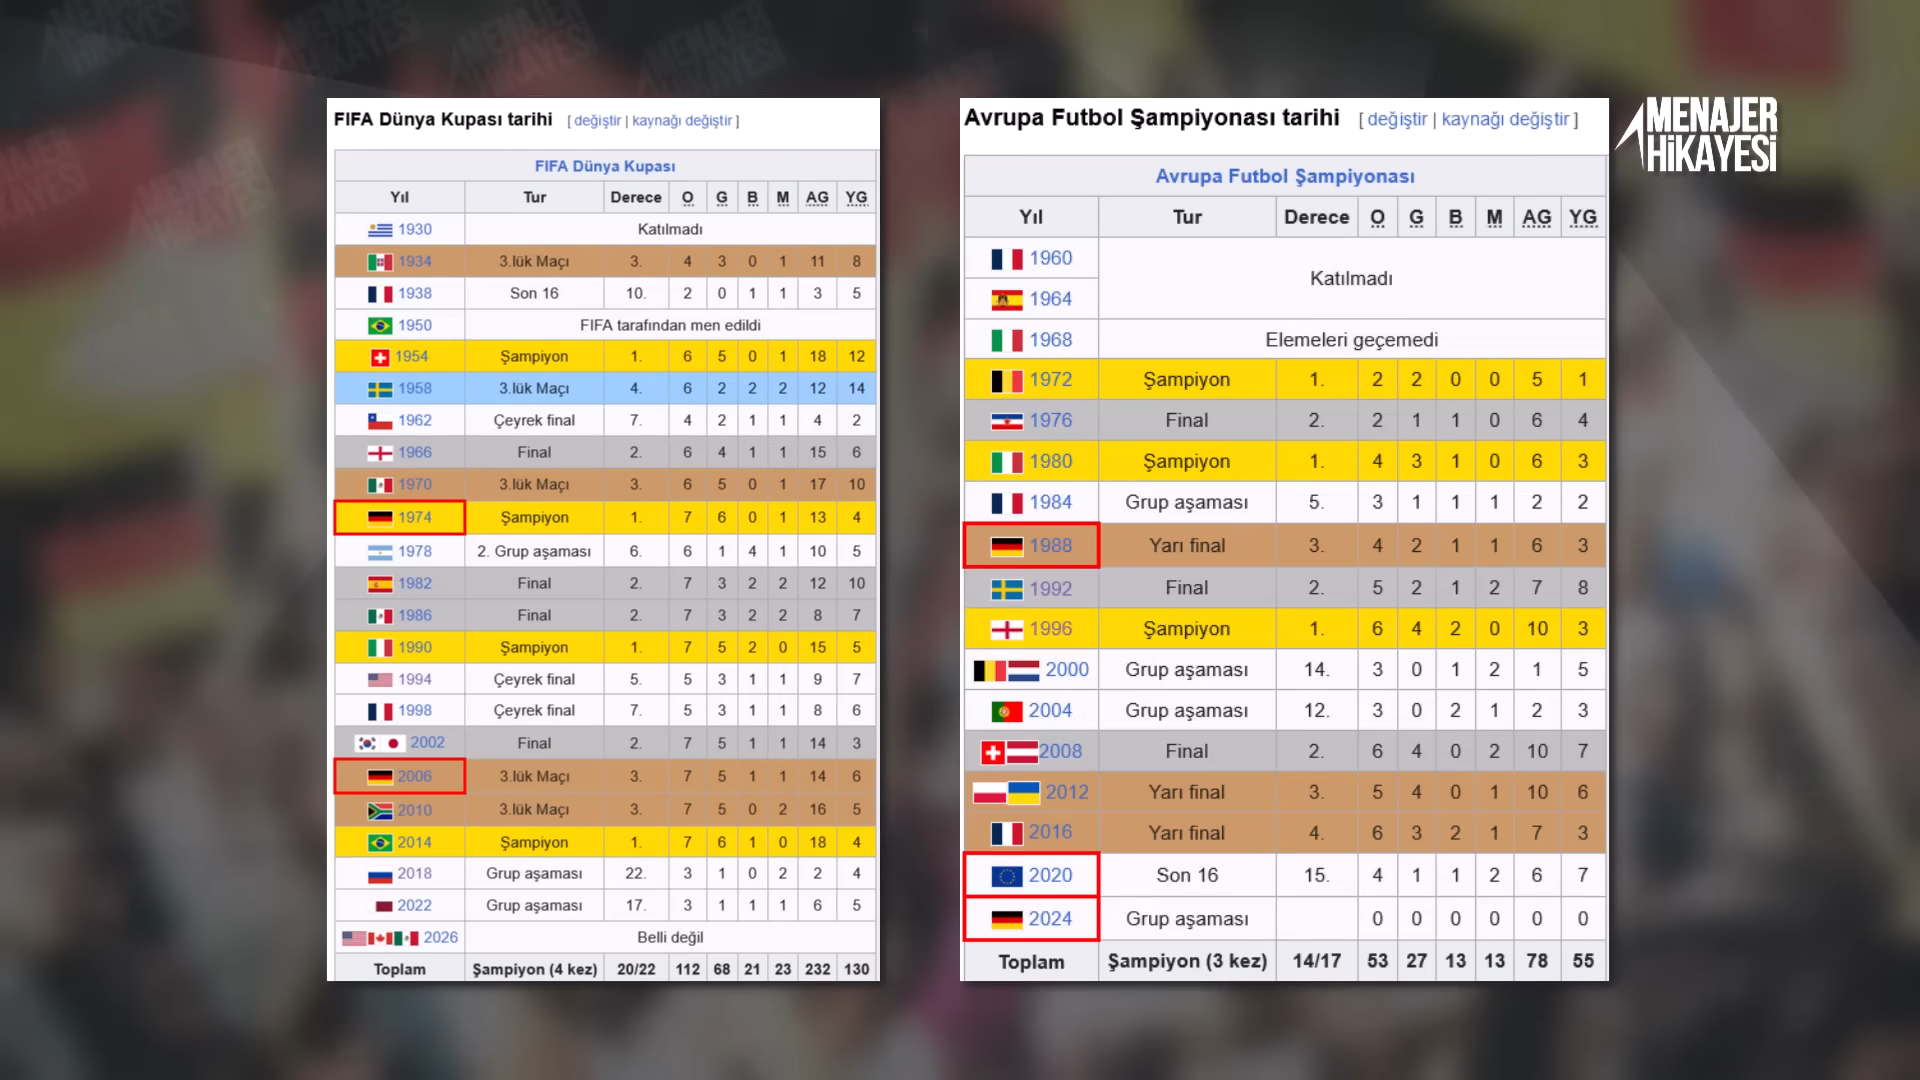 MENAJER
HİKAYESİ
FIFA Dünya Kupası tarihi [ değiştir | kaynağı değiştir ]
FIFA Dünya Kupası
Yıl Tur Derece O G B M AG YG
1930 Katılmadı
1934 3.lük Maçı 3. 4 3 0 1 11 8
1938 Son 16 10. 2 0 1 1 3 5
1950 FIFA tarafından men edildi
1954 Şampiyon 1. 6 5 0 1 18 12
1958 3.lük Maçı 4. 6 2 2 2 12 14
1962 Çeyrek final 7. 4 2 1 1 4 2
1966 Final 2. 6 4 1 1 15 6
1970 3.lük Maçı 3. 6 5 0 1 17 10
1974 Şampiyon 1. 7 6 0 1 13 4
1978 2. Grup aşaması 6. 6 1 4 1 10 5
1982 Final 2. 7 3 2 2 12 10
1986 Final 2. 7 3 2 2 8 7
1990 Şampiyon 1. 7 5 2 0 15 5
1994 Çeyrek final 5. 5 3 1 1 9 7
1998 Çeyrek final 7. 5 3 1 1 8 6
2002 Final 2. 7 5 1 1 14 3
2006 3.lük Maçı 3. 7 5 1 1 14 6
2010 3.lük Maçı 3. 7 5 0 2 16 5
2014 Şampiyon 1. 7 6 1 0 18 4
2018 Grup aşaması 22. 3 1 0 2 2 4
2022 Grup aşaması 17. 3 1 1 1 6 5
2026 Belli değil
Toplam Şampiyon (4 kez) 20/22 112 68 21 23 232 130
Avrupa Futbol Şampiyonası tarihi [ değiştir | kaynağı değiştir ]
Avrupa Futbol Şampiyonası
Yıl Tur Derece O G B M AG YG
1960
Katılmadı
1964
1968 Elemeleri geçemedi
1972 Şampiyon 1. 2 2 0 0 5 1
1976 Final 2. 2 1 1 0 6 4
1980 Şampiyon 1. 4 3 1 0 6 3
1984 Grup aşaması 5. 3 1 1 1 2 2
1988 Yarı final 3. 4 2 1 1 6 3
1992 Final 2. 5 2 1 2 7 8
1996 Şampiyon 1. 6 4 2 0 10 3
2000 Grup aşaması 14. 3 0 1 2 1 5
2004 Grup aşaması 12. 3 0 2 1 2 3
2008 Final 2. 6 4 0 2 10 7
2012 Yarı final 3. 5 4 0 1 10 6
2016 Yarı final 4. 6 3 2 1 7 3
2020 Son 16 15. 4 1 1 2 6 7
2024 Grup aşaması 0 0 0 0 0 0
Toplam Şampiyon (3 kez) 14/17 53 27 13 13 78 55